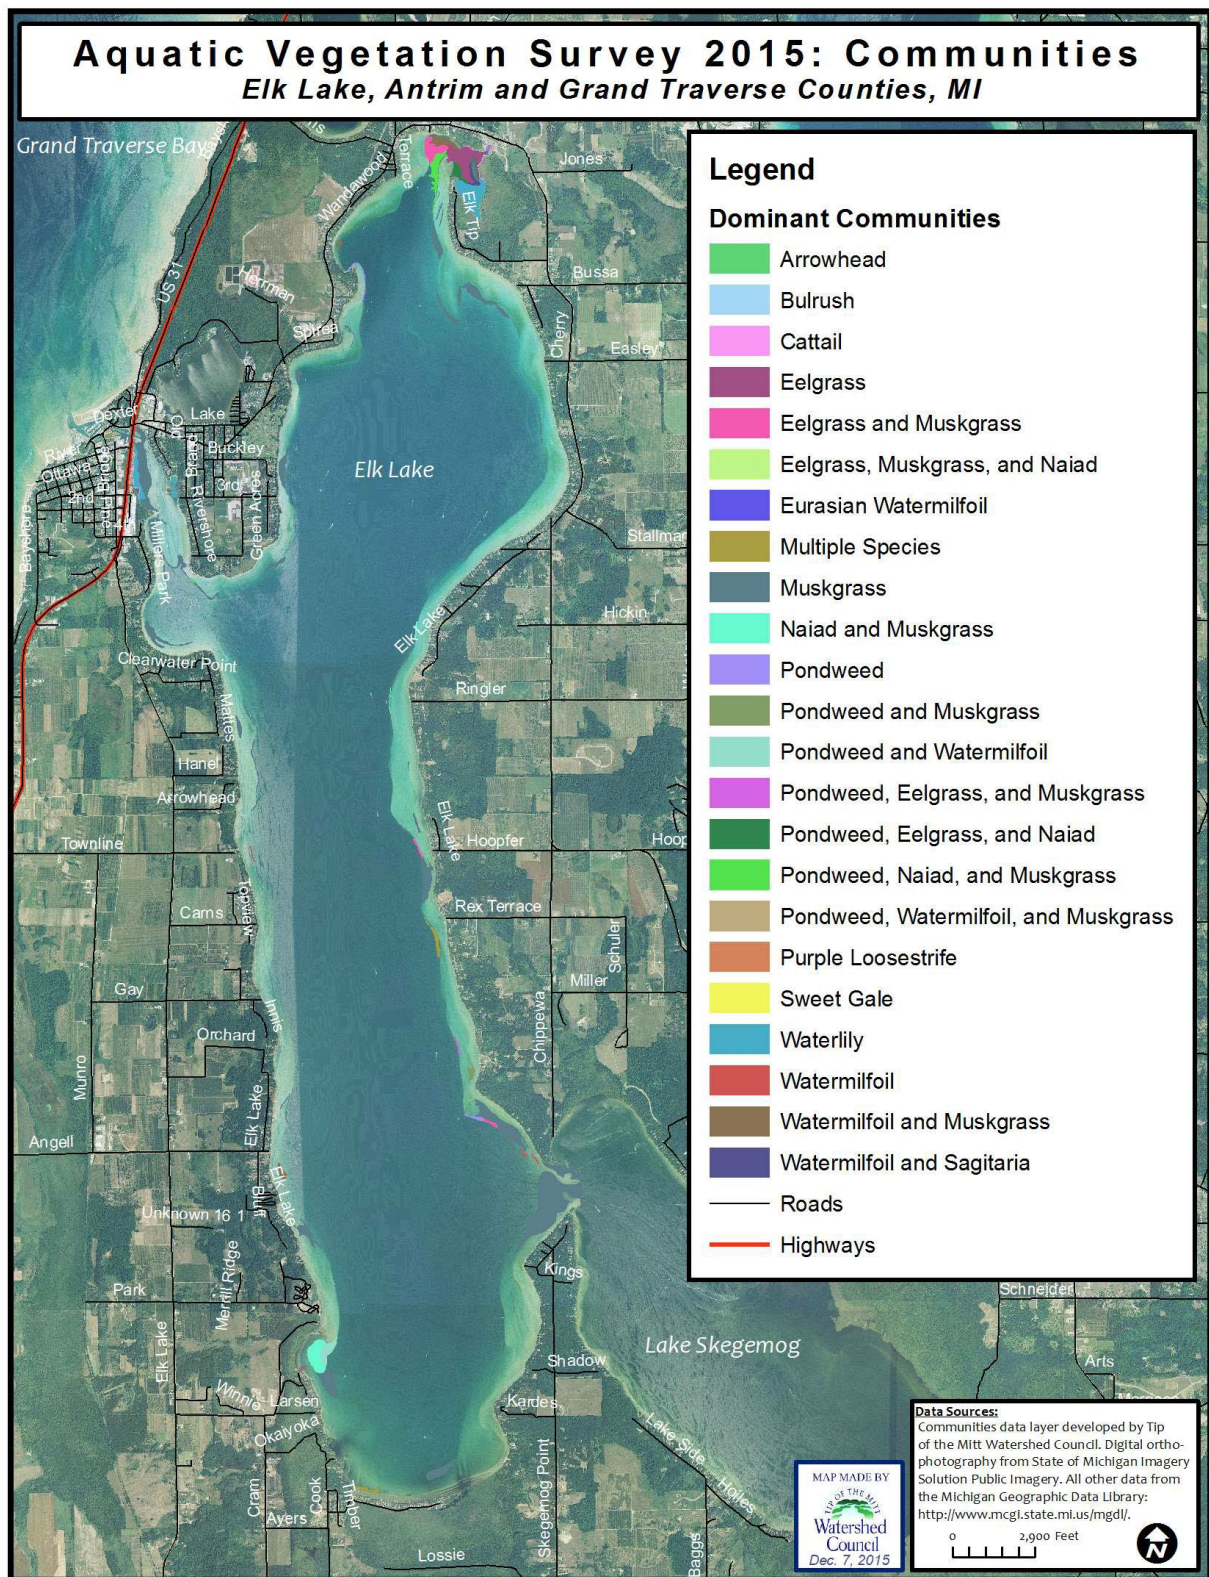 Aquatic Vegetation Survey 2015: Communities
Elk Lake, Antrim and Grand Traverse Counties, MI
Grand Traverse Bay
Terrace
Jones
Wandawood
Elk Tip
US 31
Herrman
Bussa
Spirea
Cherry
Easley
Dexter
Lake
River
Ottawa
Buckley
Elk Lake
2nd
3rd
Bayshore
Millers Park
Rivershore
Green Acres
Stallman
Hickin
Elk Lake
Clearwater Point
Ringler
Mattes
Hanel
Arrowhead
Elk Lake
Townline
Hoopfer
Hoop
Topview
Carns
Rex Terrace
Schuler
Miller
Gay
Innis
Chippewa
Orchard
Munro
Elk Lake
Angell
Elk Lake
Bluff
Unknown 16 1
Merrill Ridge
Park
Kings
Schneider
Elk Lake
Lake Skegemog
Shadow
Arts
Winnie
Larsen
Kardes
Okaiyoka
Lake Side
Holies
Cram
Cook
Trimmer
Skegemog Point
Ayers
Lossie
Baggs
Legend
Dominant Communities
Arrowhead
Bulrush
Cattail
Eelgrass
Eelgrass and Muskgrass
Eelgrass, Muskgrass, and Naiad
Eurasian Watermilfoil
Multiple Species
Muskgrass
Naiad and Muskgrass
Pondweed
Pondweed and Muskgrass
Pondweed and Watermilfoil
Pondweed, Eelgrass, and Muskgrass
Pondweed, Eelgrass, and Naiad
Pondweed, Naiad, and Muskgrass
Pondweed, Watermilfoil, and Muskgrass
Purple Loosestrife
Sweet Gale
Waterlily
Watermilfoil
Watermilfoil and Muskgrass
Watermilfoil and Sagitaria
Roads
Highways
MAP MADE BY
TIP OF THE MITT
Watershed
Council
Dec. 7, 2015
Data Sources:
Communities data layer developed by Tip
of the Mitt Watershed Council. Digital ortho-
photography from State of Michigan Imagery
Solution Public Imagery. All other data from
the Michigan Geographic Data Library:
http://www.mcgi.state.mi.us/mgdl/.
0 2,900 Feet
N